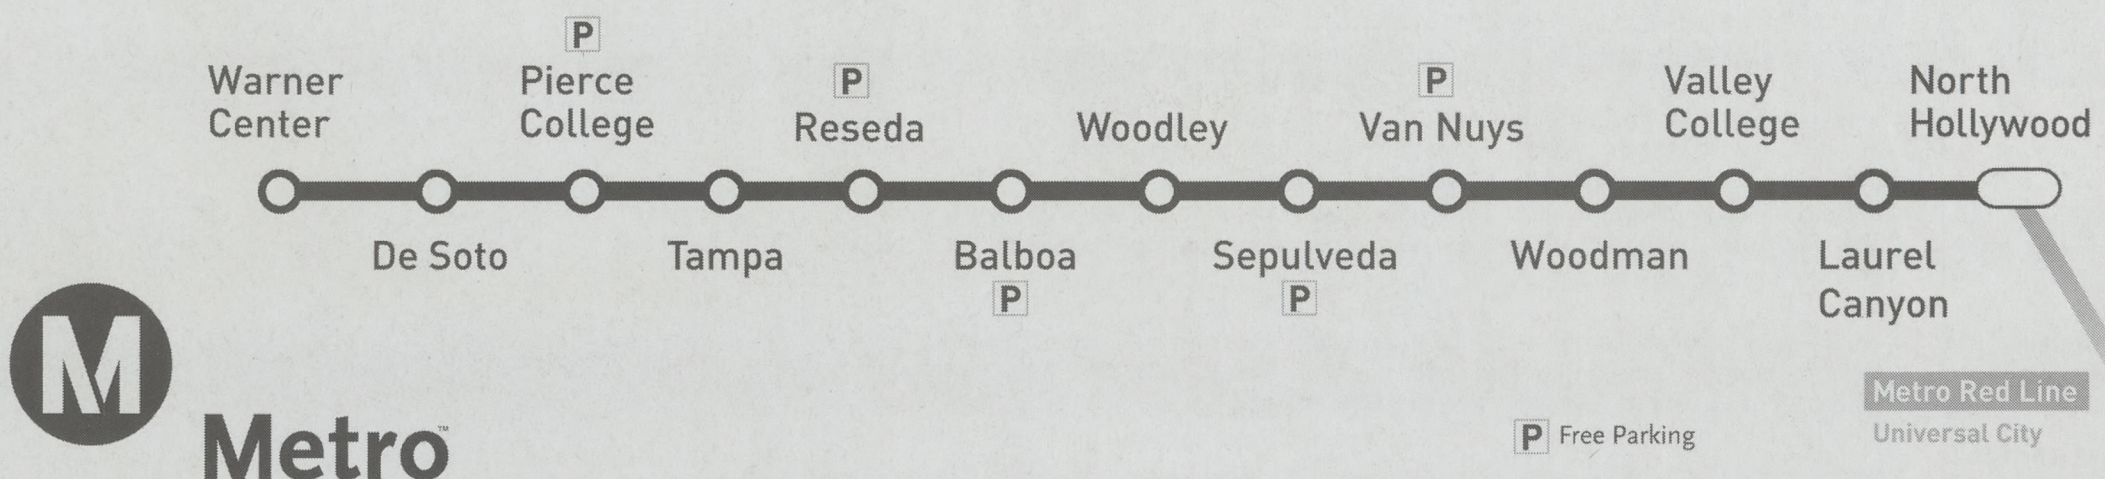 P
Warner
Center
Pierce
College
P
Reseda
Woodley
P
Van Nuys
Valley
College
North
Hollywood
De Soto
Tampa
Balboa
P
Sepulveda
P
Woodman
Laurel
Canyon
M
Metro™
P Free Parking
Metro Red Line
Universal City